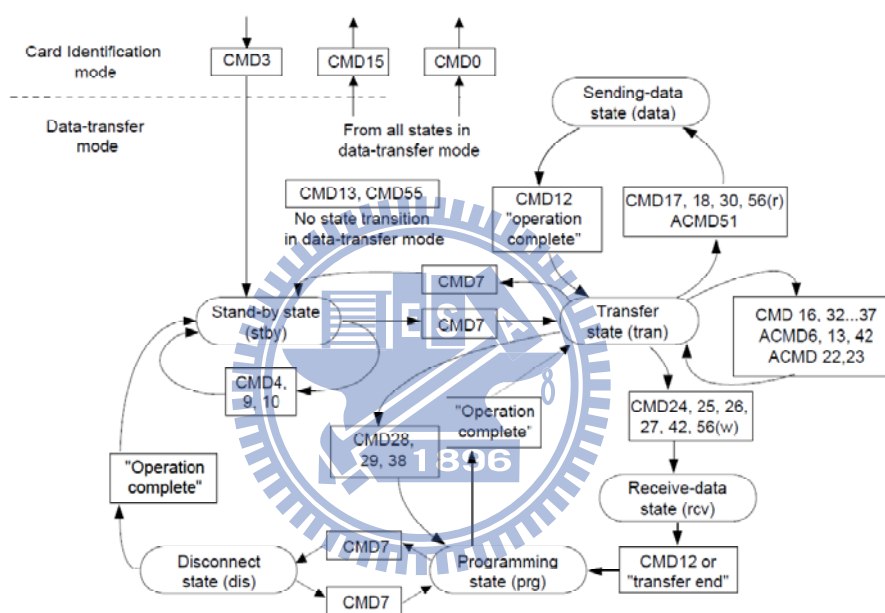 Card Identification
mode
CMD3
CMD15
CMD0
Data-transfer
mode
From all states in
data-transfer mode
Sending-data
state (data)
CMD13, CMD55
No state transition
in data-transfer mode
CMD12
"operation
complete"
CMD17, 18, 30, 56(r)
ACMD51
CMD7
Stand-by state
(stby)
CMD7
Transfer
state (tran)
CMD 16, 32...37
ACMD6, 13, 42
ACMD 22,23
CMD4,
9, 10
CMD28,
29, 38
"Operation
complete"
CMD24, 25, 26,
27, 42, 56(w)
E S A
8
1896
"Operation
complete"
Receive-data
state (rcv)
CMD7
Disconnect
state (dis)
Programming
state (prg)
CMD12 or
"transfer end"
CMD7